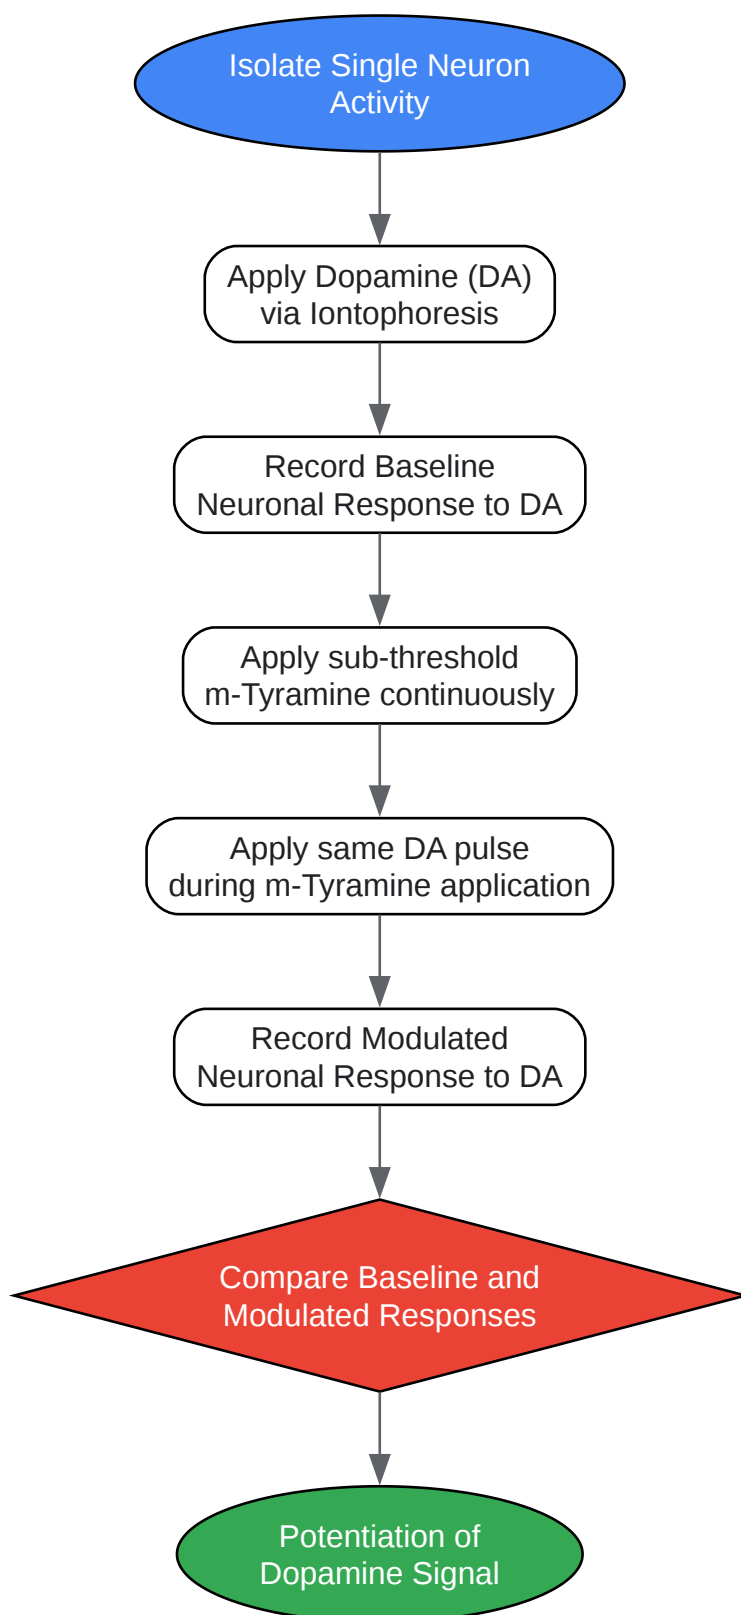 Isolate Single Neuron
Activity
Apply Dopamine (DA)
via Iontophoresis
Record Baseline
Neuronal Response to DA
Apply sub-threshold
m-Tyramine continuously
Apply same DA pulse
during m-Tyramine application
Record Modulated
Neuronal Response to DA
Compare Baseline and
Modulated Responses
Potentiation of
Dopamine Signal